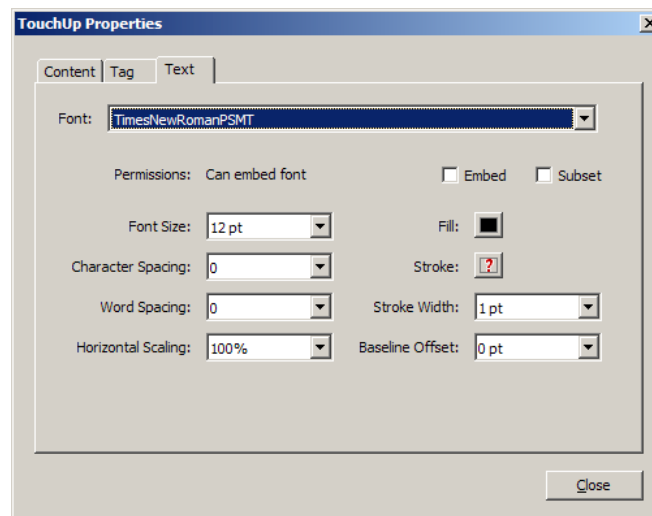 TouchUp Properties
Content Tag Text
Font: TimesNewRomanPSMT
Permissions: Can embed font Embed Subset
Font Size: 12 pt Fill:
Character Spacing: 0 Stroke: ?
Word Spacing: 0 Stroke Width: 1 pt
Horizontal Scaling: 100% Baseline Offset: 0 pt
Close